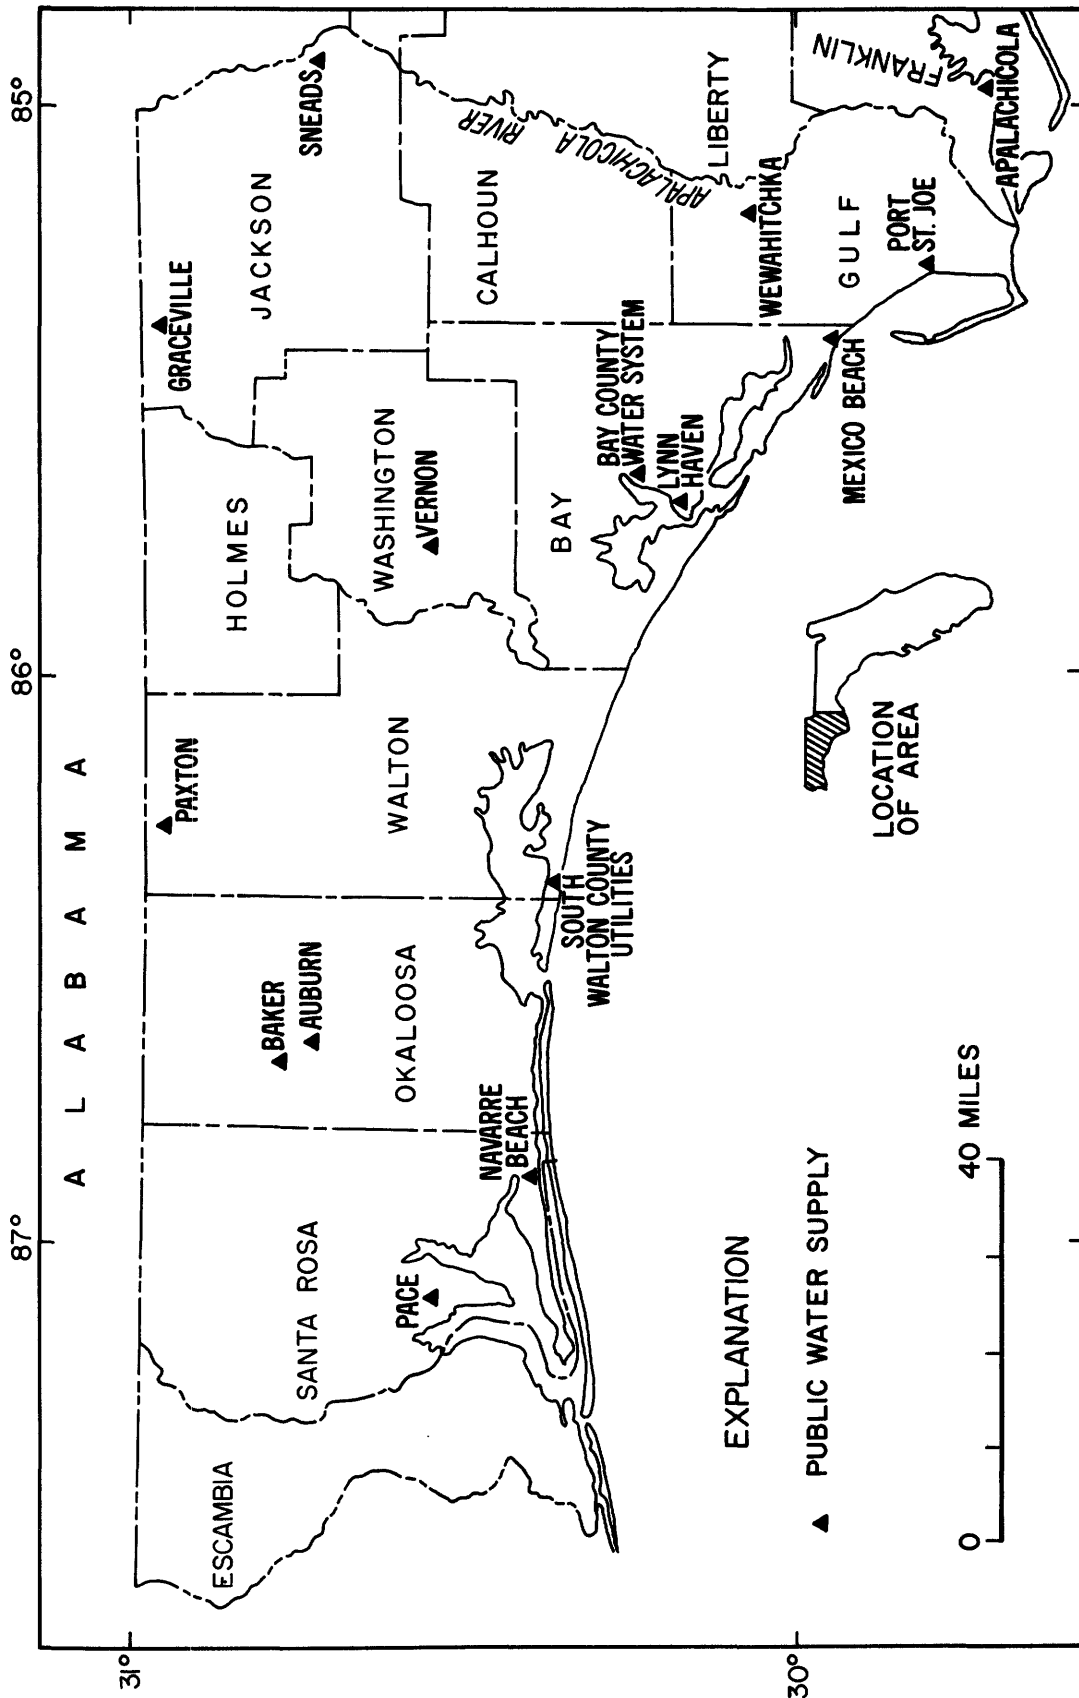 87°
86°
85°
31°
30°
ALABAMA
ESCAMBIA
SANTA ROSA
PACE
NAVARRE
BEACH
BAKER
AUBURN
OKALOOSA
PAXTON
WALTON
SOUTH
WALTON COUNTY
UTILITIES
HOLMES
WASHINGTON
VERNON
BAY
BAY COUNTY
WATER SYSTEM
LYNN
HAVEN
MEXICO BEACH
GRACEVILLE
JACKSON
SNEADS
CALHOUN
APALACHICOLA
RIVER
LIBERTY
WEWAHITCHKA
GULF
PORT
ST. JOE
FRANKLIN
APALACHICOLA
EXPLANATION
▲ PUBLIC WATER SUPPLY
0 40 MILES
LOCATION
OF AREA